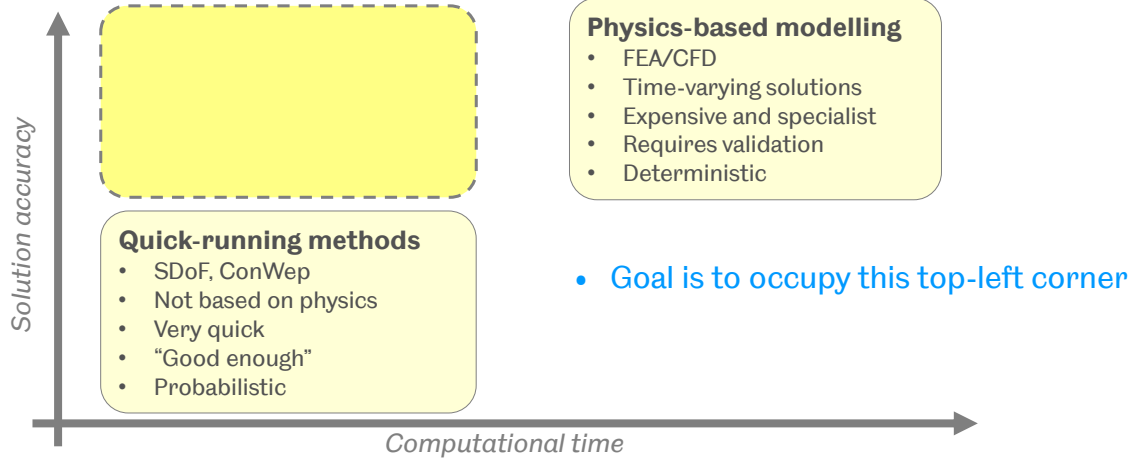 Physics-based modelling
• FEA/CFD
• Time-varying solutions
• Expensive and specialist
• Requires validation
• Deterministic
Solution accuracy
Quick-running methods
• SDoF, ConWep
• Not based on physics
• Very quick
• “Good enough”
• Probabilistic
• Goal is to occupy this top-left corner
Computational time